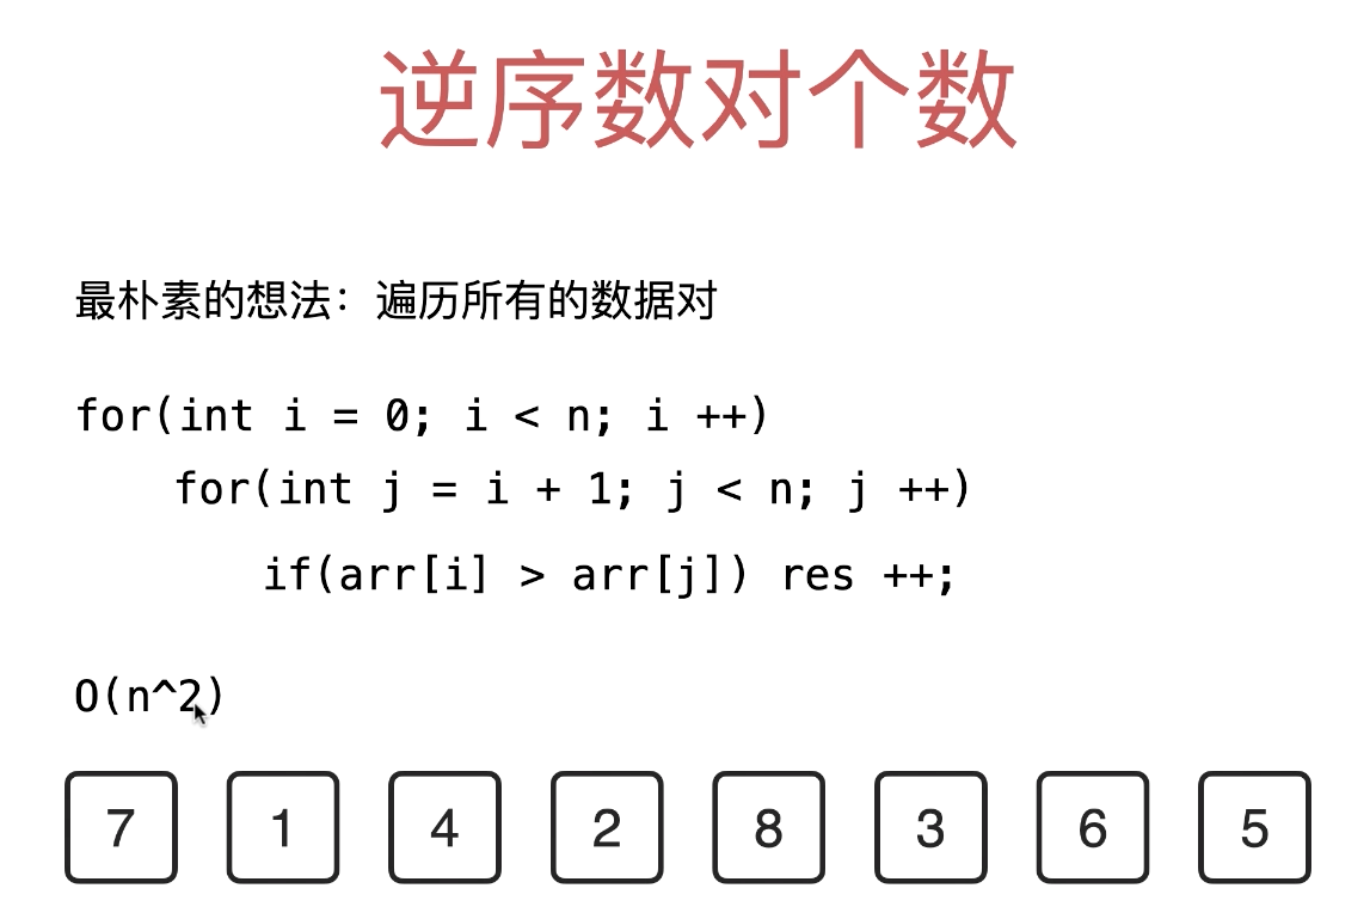 逆序数对个数
最朴素的想法：遍历所有的数据对
for(int i = 0; i < n; i ++)
for(int j = i + 1; j < n; j ++)
if(arr[i] > arr[j]) res ++;
O(n^2)
7 1 4 2 8 3 6 5